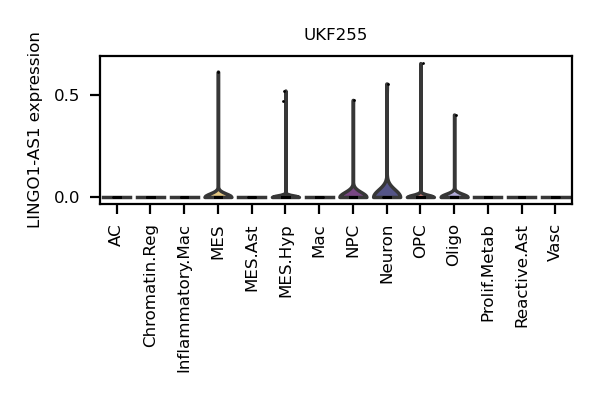 UKF255
LINGO1-AS1 expression
0.5
0.0
AC
Chromatin.Reg
Inflammatory.Mac
MES
MES.Ast
MES.Hyp
Mac
NPC
Neuron
OPC
Oligo
Prolif.Metab
Reactive.Ast
Vasc